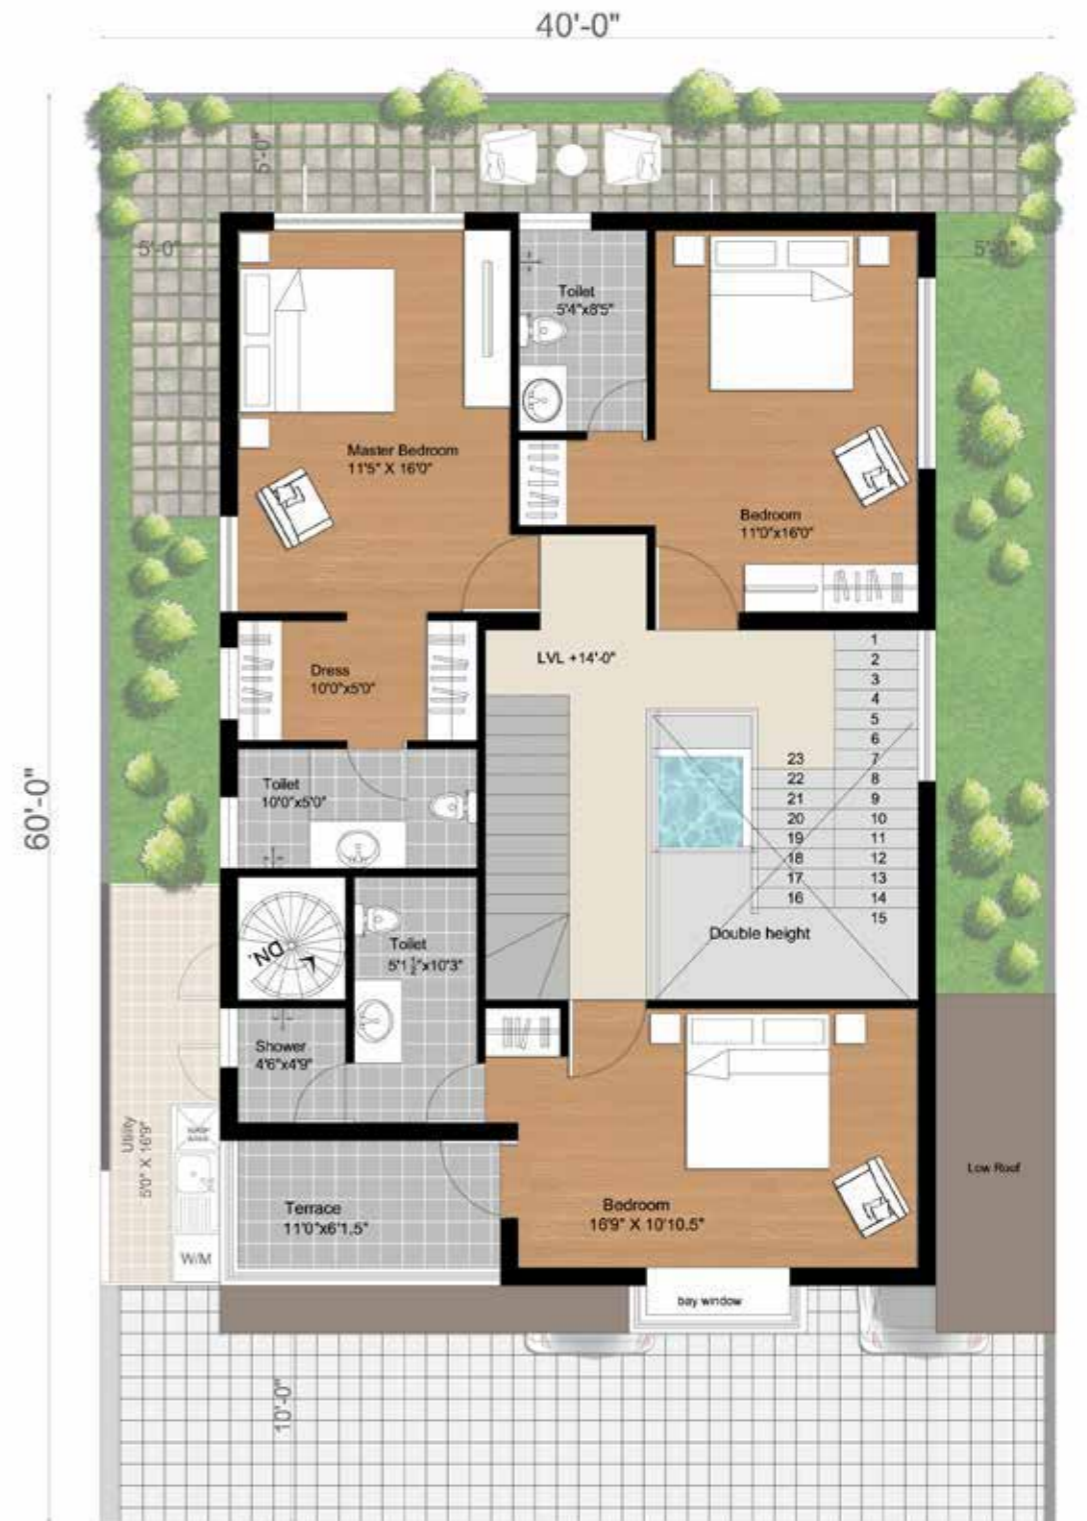 40'-0"
5'-0"
5'-0"
5'-0"
Toilet
5'4"x8'5"
Master Bedroom
11'5" X 16'0"
Bedroom
11'0"x16'0"
LVL +14'-0"
Dress
10'0"x5'0"
1
2
3
4
5
6
7
8
9
10
11
12
13
14
15
23
22
21
20
19
18
17
16
60'-0"
Toilet
10'0"x5'0"
Double height
DN.
Toilet
5'1½"x10'3"
Shower
4'6"x4'9"
Utility
5'0" X 16'9"
Low Roof
Terrace
11'0"x6'1.5"
Bedroom
16'9" X 10'10.5"
W/M
bay window
10'-0"